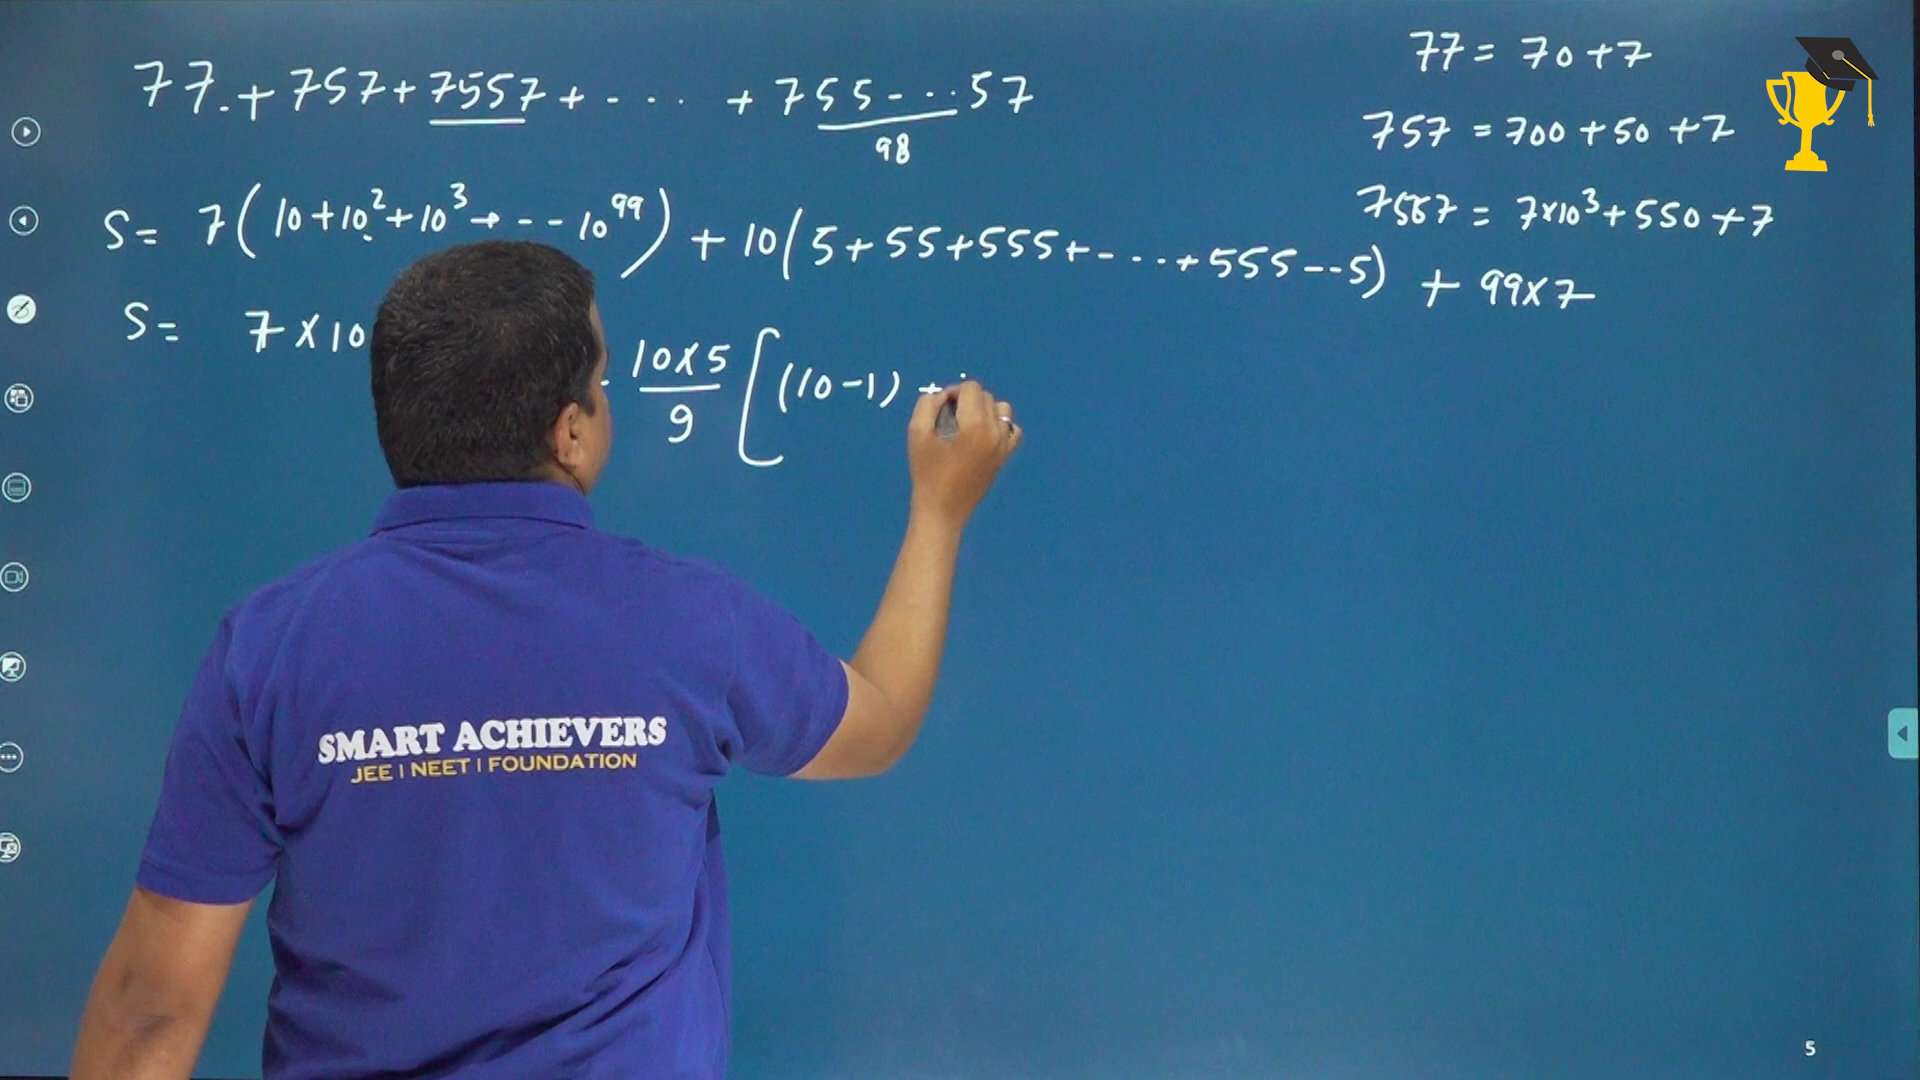 77.+757+7557+ - . . . + 755-...57
98
S= 7(10+10²+10³+ - - - 10⁹⁹) + 10(5+55+555+ - . . . +555--5) + 99×7
S= 7×10 10×5/9 [(10-1) +
77= 70+7
757 =700+50+7
7557 = 7×10³+550+7
SMART ACHIEVERS
JEE | NEET | FOUNDATION
5